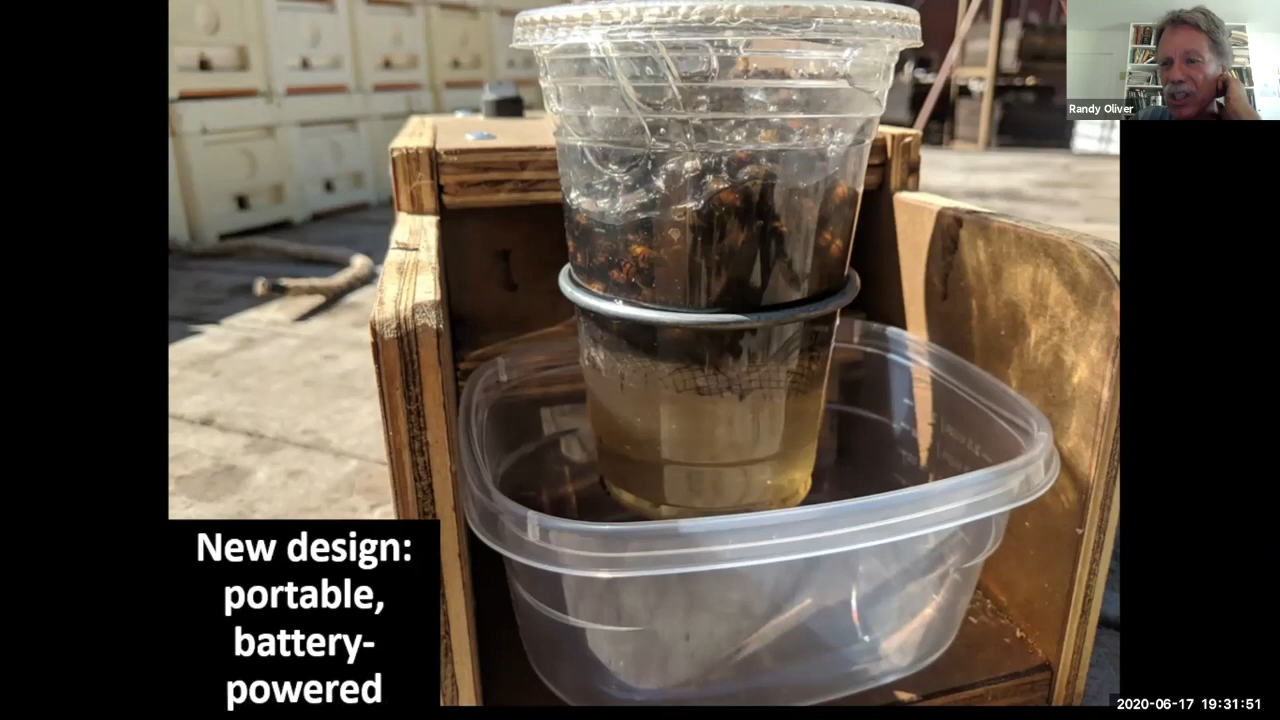 Randy Oliver
New design:
portable,
battery-
powered
2020-06-17 19:31:51